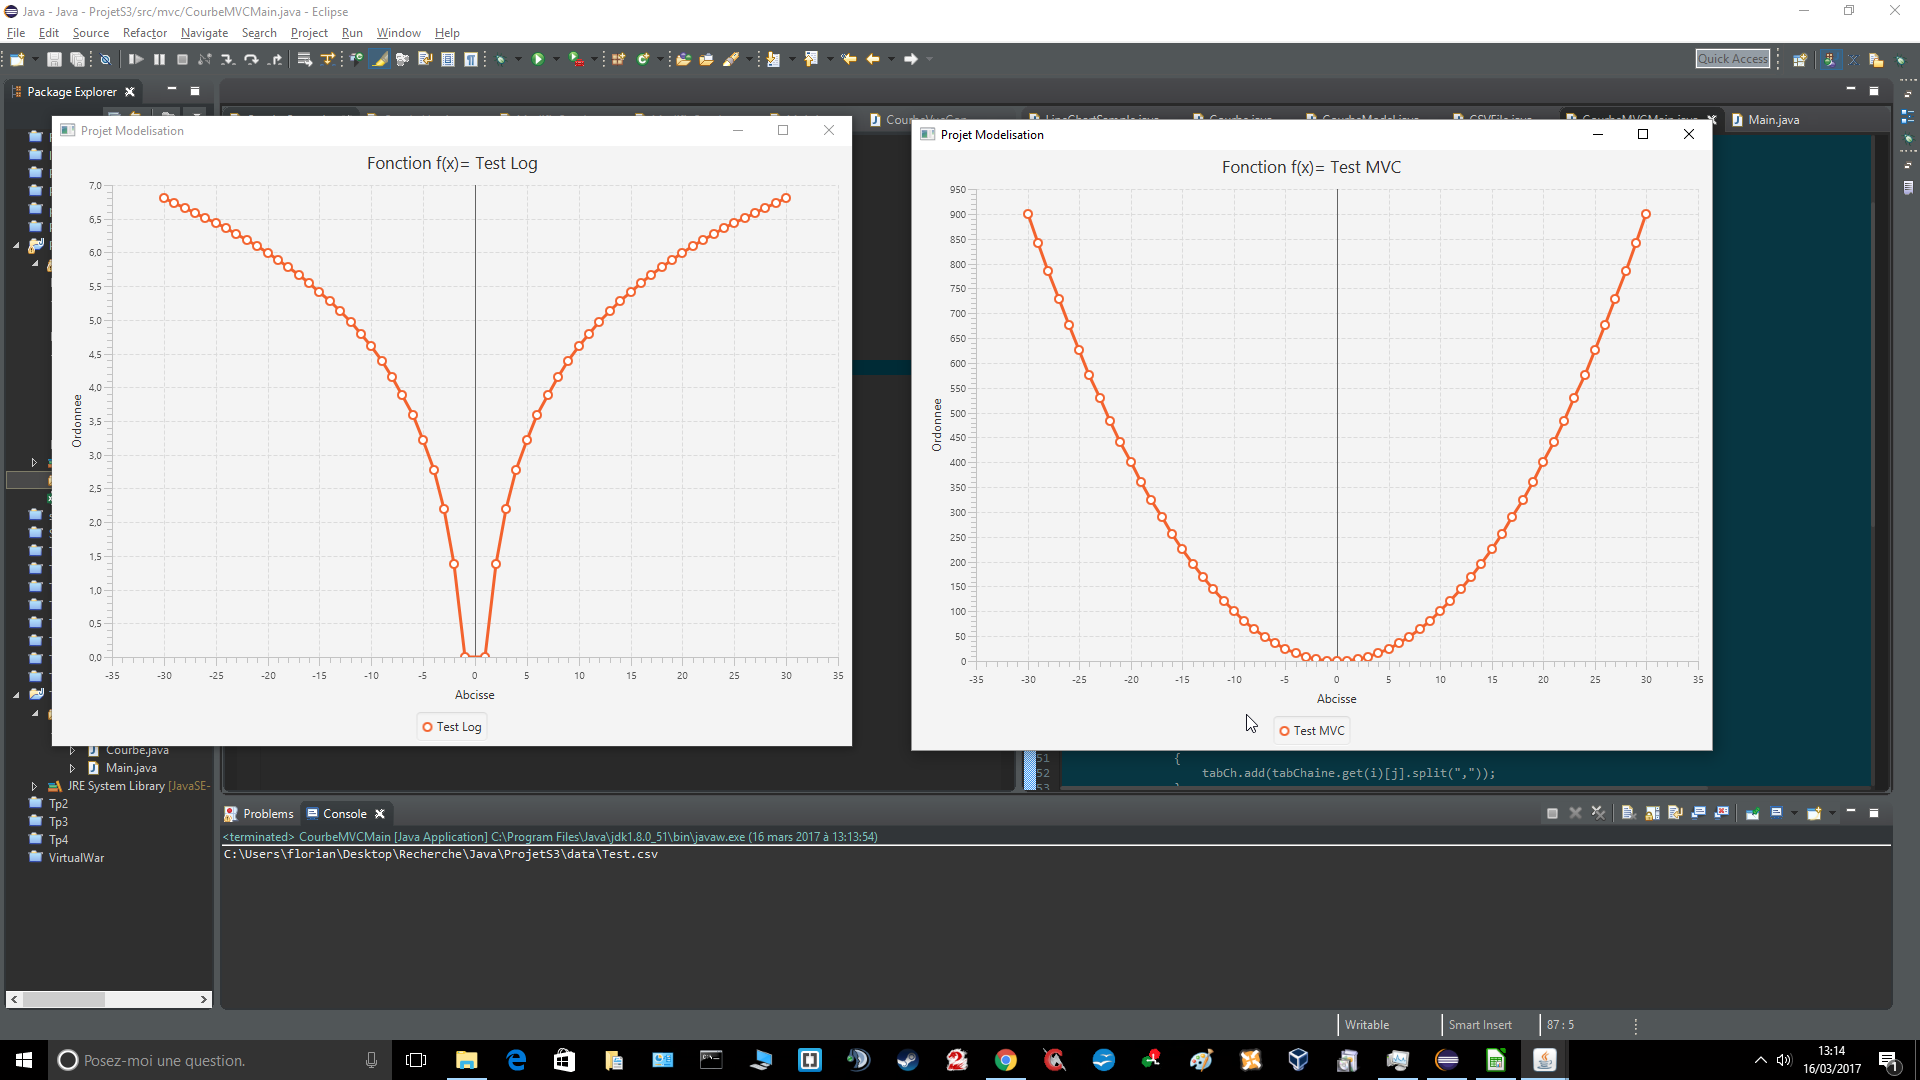 Java - Java - ProjetS3/src/mvc/CourbeMVCMain.java - Eclipse
File Edit Source Refactor Navigate Search Project Run Window Help
Quick Access
Package Explorer
CourbeVueCon
Main.java
Projet Modelisation
Fonction f(x)= Test Log
7,0
6,5
6,0
5,5
5,0
4,5
4,0
3,5
3,0
2,5
2,0
1,5
1,0
0,5
0,0
Ordonnee
-35 -30 -25 -20 -15 -10 -5 0 5 10 15 20 25 30 35
Abcisse
Test Log
Projet Modelisation
Fonction f(x)= Test MVC
950
900
850
800
750
700
650
600
550
500
450
400
350
300
250
200
150
100
50
0
Ordonnee
-35 -30 -25 -20 -15 -10 -5 0 5 10 15 20 25 30 35
Abcisse
Test MVC
Courbe.java
Main.java
JRE System Library [JavaSE-
Tp2
Tp3
Tp4
VirtualWar
51 {
52 tabCh.add(tabChaine.get(i)[j].split(","));
53
Problems Console
<terminated> CourbeMVCMain [Java Application] C:\Program Files\Java\jdk1.8.0_51\bin\javaw.exe (16 mars 2017 à 13:13:54)
C:\Users\florian\Desktop\Recherche\Java\ProjetS3\data\Test.csv
Writable Smart Insert 87 : 5
Posez-moi une question.
13:14
16/03/2017
1